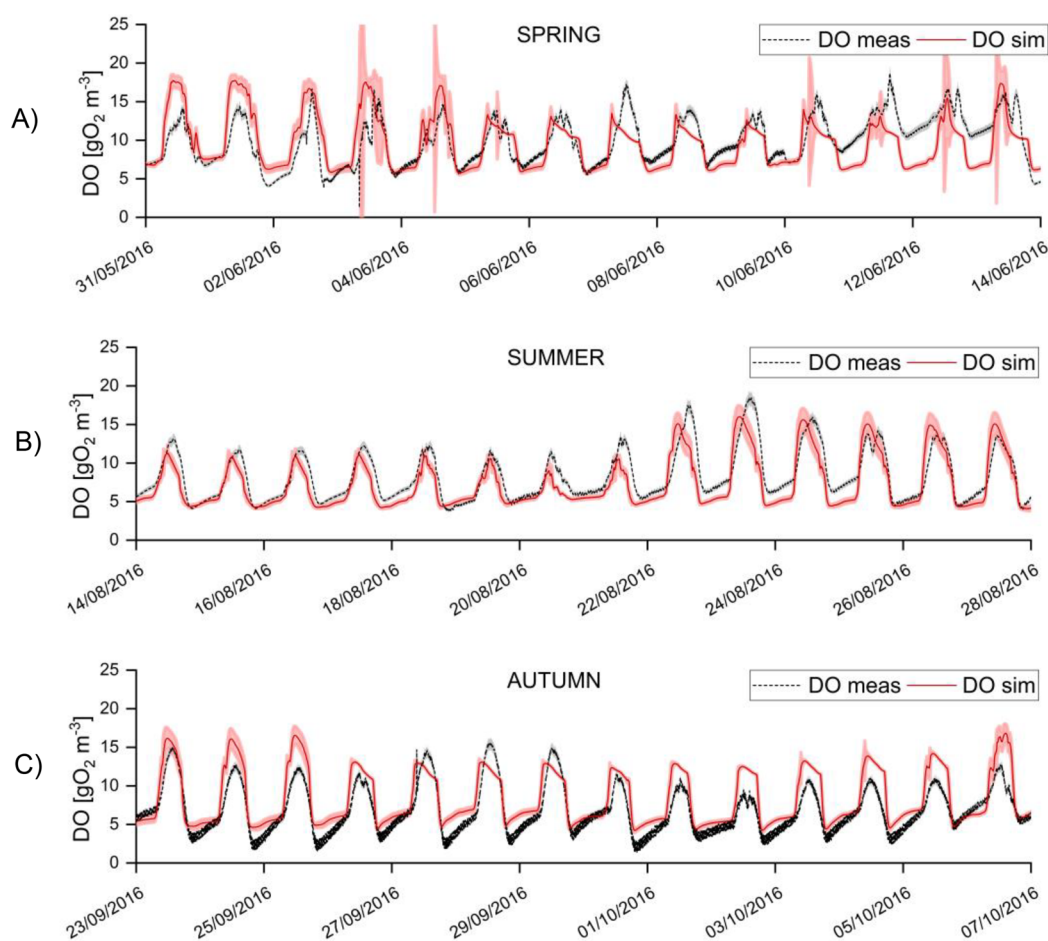 A)
SPRING
DO meas DO sim
DO [gO₂ m⁻³]
25
20
15
10
5
0
31/05/2016 02/06/2016 04/06/2016 06/06/2016 08/06/2016 10/06/2016 12/06/2016 14/06/2016
B)
SUMMER
DO meas DO sim
DO [gO₂ m⁻³]
25
20
15
10
5
0
14/08/2016 16/08/2016 18/08/2016 20/08/2016 22/08/2016 24/08/2016 26/08/2016 28/08/2016
C)
AUTUMN
DO meas DO sim
DO [gO₂ m⁻³]
25
20
15
10
5
0
23/09/2016 25/09/2016 27/09/2016 29/09/2016 01/10/2016 03/10/2016 05/10/2016 07/10/2016